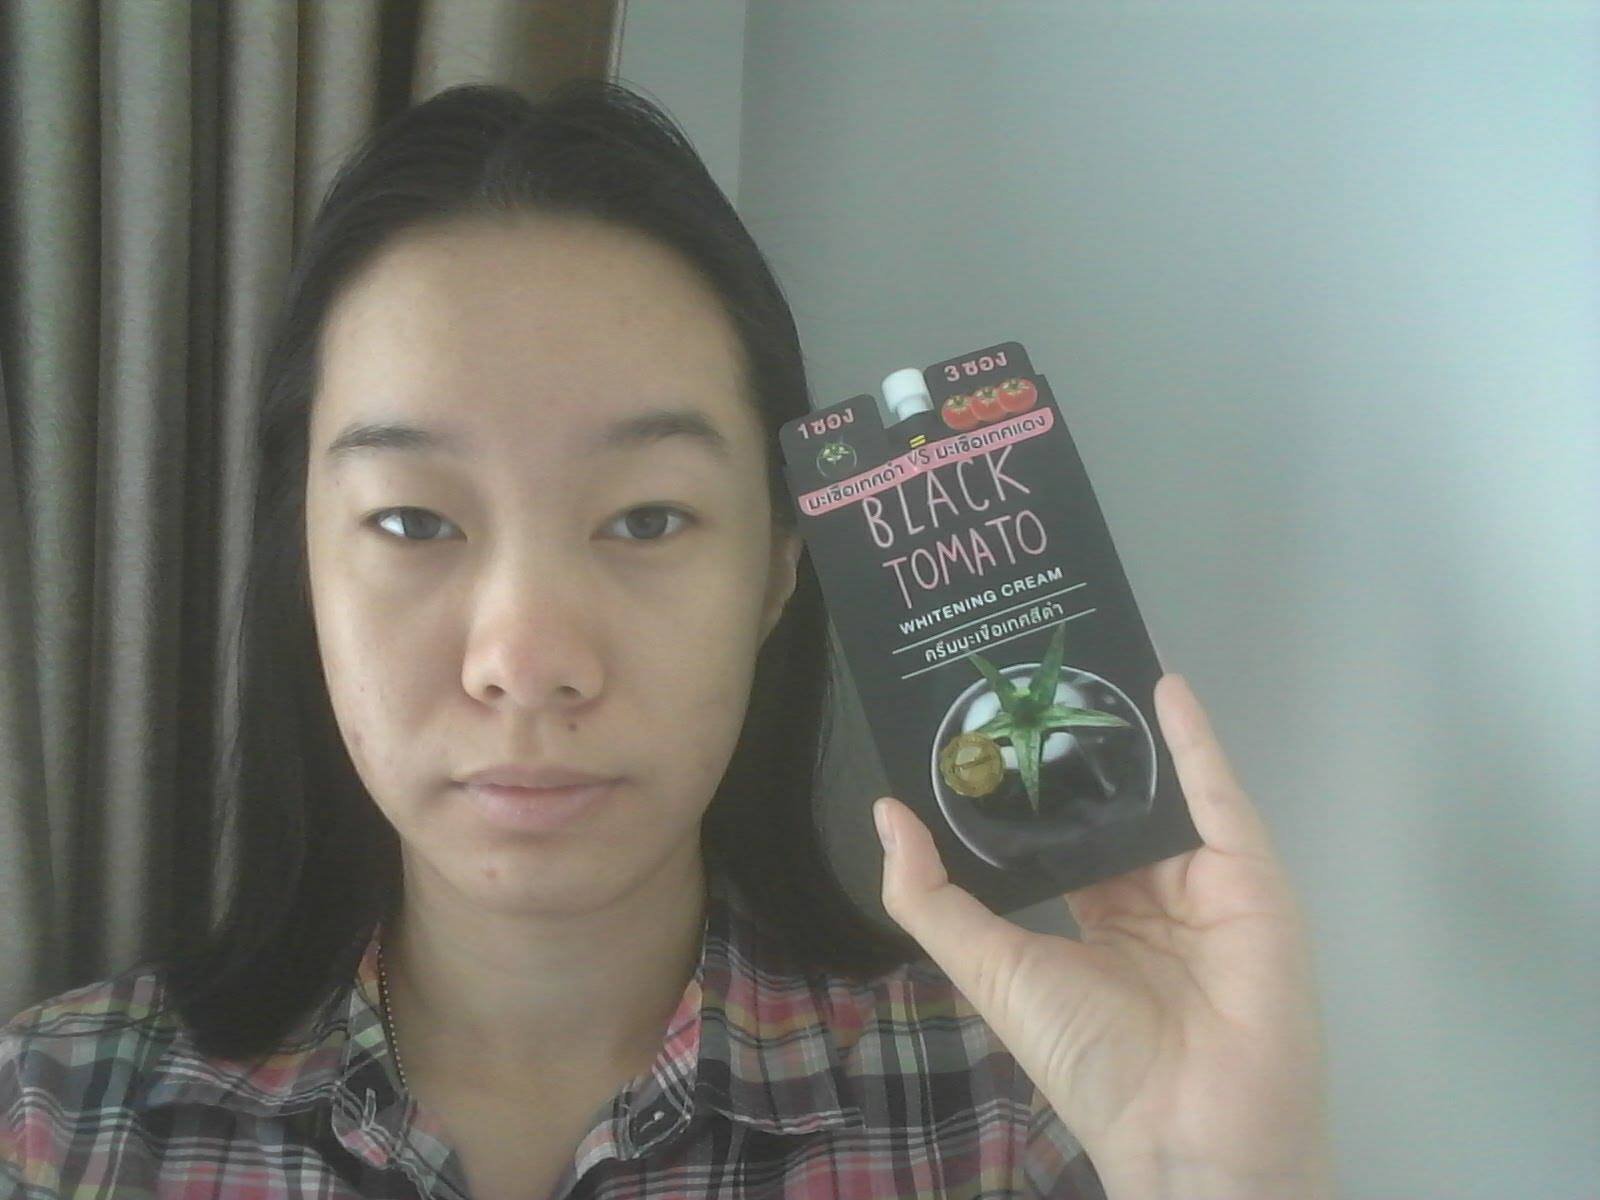 1 ซอง
3 ซอง
มะเขือเทศดำ VS มะเขือเทศแดง
BLACK
TOMATO
WHITENING CREAM
ครีมมะเขือเทศสีดำ